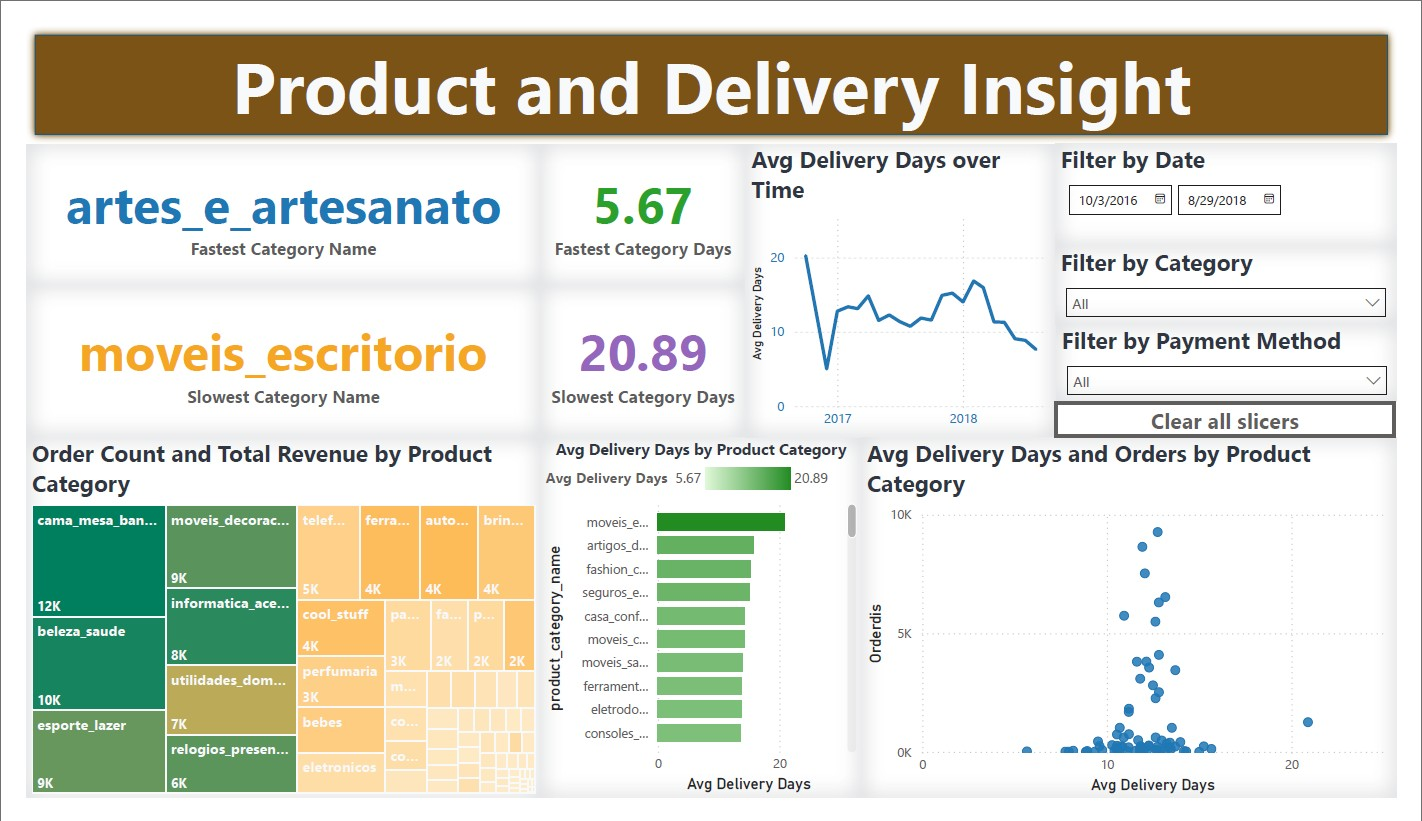 Product and Delivery Insight
artes_e_artesanato
Fastest Category Name
5.67
Fastest Category Days
moveis_escritorio
Slowest Category Name
20.89
Slowest Category Days
Avg Delivery Days over
Time
Avg Delivery Days
20
10
0
2017
2018
Filter by Date
10/3/2016
8/29/2018
Filter by Category
All
Filter by Payment Method
All
Clear all slicers
Order Count and Total Revenue by Product
Category
cama_mesa_ban...
12K
beleza_saude
10K
esporte_lazer
9K
moveis_decorac...
9K
informatica_ace...
8K
utilidades_dom...
7K
relogios_presen...
6K
telef...
5K
ferra...
4K
auto...
4K
brin...
4K
cool_stuff
4K
perfumaria
3K
bebes
eletronicos
pa...
3K
fa...
2K
p...
2K
2K
m...
co...
co...
Avg Delivery Days by Product Category
Avg Delivery Days 5.67 20.89
product_category_name
moveis_e...
artigos_d...
fashion_c...
seguros_e...
casa_conf...
moveis_c...
moveis_sa...
ferrament...
eletrodo...
consoles_...
0
20
Avg Delivery Days
Avg Delivery Days and Orders by Product
Category
Orderdis
10K
5K
0K
0
10
20
Avg Delivery Days